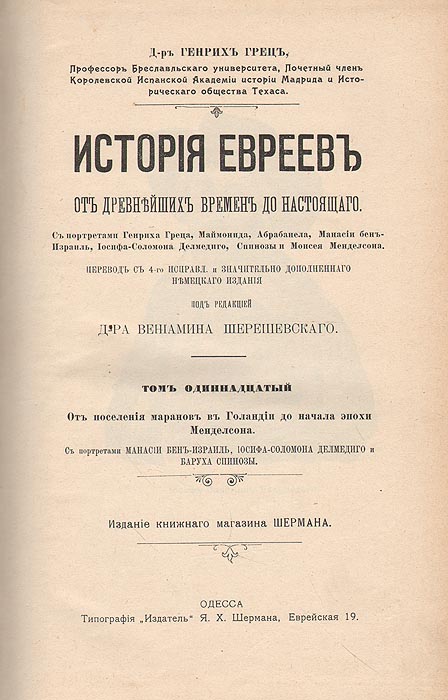 Д-ръ ГЕНРИХЪ ГРЕЦЪ,
Профессоръ Бреславльскаго университета, Почетный членъ
Королевской Испанской Академіи исторіи Мадрида и Исто-
рическаго общества Техаса.
ИСТОРІЯ ЕВРЕЕВЪ
ОТЪ ДРЕВНѢЙШИХЪ ВРЕМЕНЪ ДО НАСТОЯЩАГО.
Съ портретами Генриха Греца, Маймонида, Абрабанела, Манасіи бенъ-
Израиль, Іосифа-Соломона Делмедиго, Спинозы и Моисея Менделсона.
ПЕРЕВОДЪ СЪ 4-го ИСПРАВЛ. и ЗНАЧИТЕЛЬНО ДОПОЛНЕННАГО
НѢМЕЦКАГО ИЗДАНІЯ
ПОДЪ РЕДАКЦІЕЙ
Д-РА ВЕНІАМИНА ШЕРЕШЕВСКАГО.
ТОМЪ ОДИННАДЦАТЫЙ
Отъ поселенія марановъ въ Голандіи до начала эпохи
Менделсона.
Съ портретами МАНАСІИ БЕНЪ-ИЗРАИЛЬ, ІОСИФА-СОЛОМОНА ДЕЛМЕДИГО и
БАРУХА СПИНОЗЫ.
Изданіе книжнаго магазина ШЕРМАНА.
ОДЕССА
Типографія „Издатель" Я. Х. Шермана, Еврейская 19.